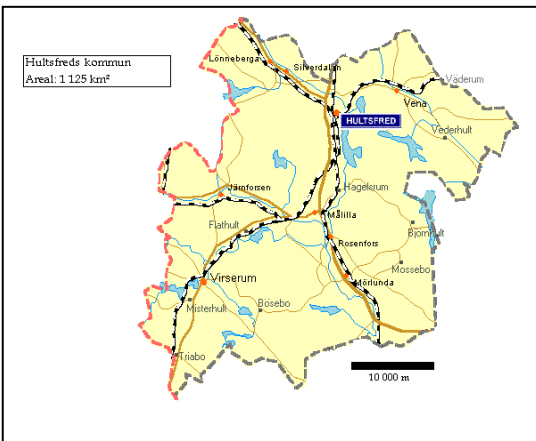 Hultsfreds kommun
Areal: 1 125 km²
Lönneberga
Silverdalen
Väderum
Vena
HULTSFRED
Vederhult
Järnforsen
Hagelsrum
Målilla
Flathult
Björnhult
Rosenfors
Mossebo
Virserum
Mörlunda
Misterhult
Bösebo
Triabo
10 000 m